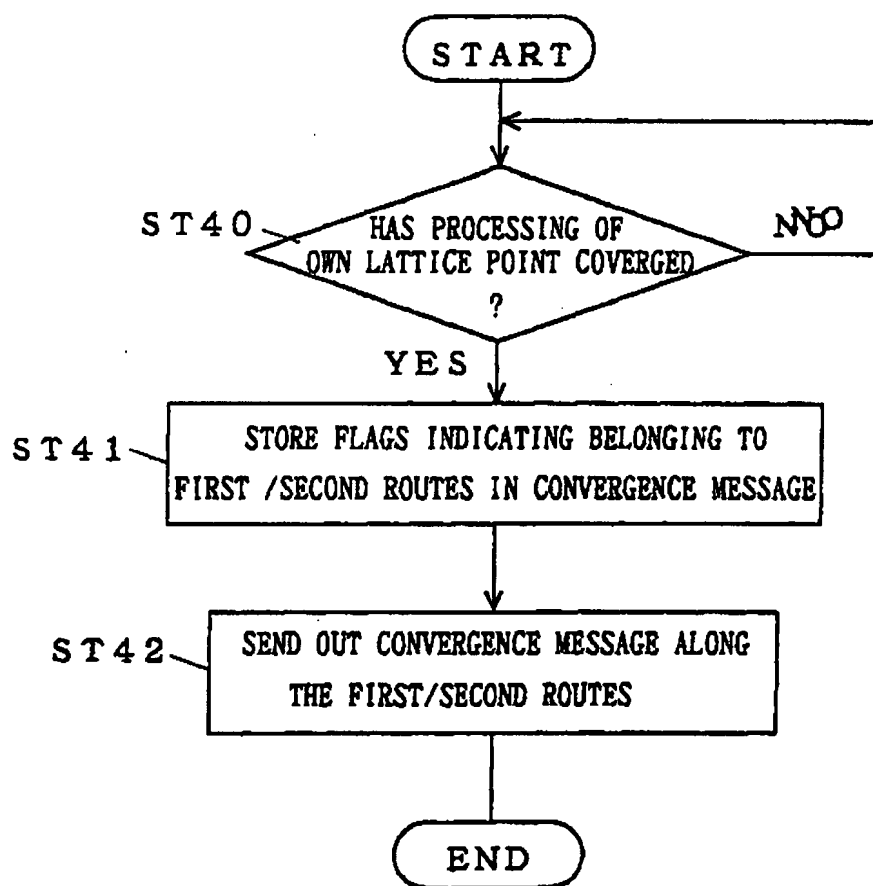 START
ST40
HAS PROCESSING OF
OWN LATTICE POINT COVERGED
?
NO
YES
ST41
STORE FLAGS INDICATING BELONGING TO
FIRST /SECOND ROUTES IN CONVERGENCE MESSAGE
ST42
SEND OUT CONVERGENCE MESSAGE ALONG
THE FIRST/SECOND ROUTES
END